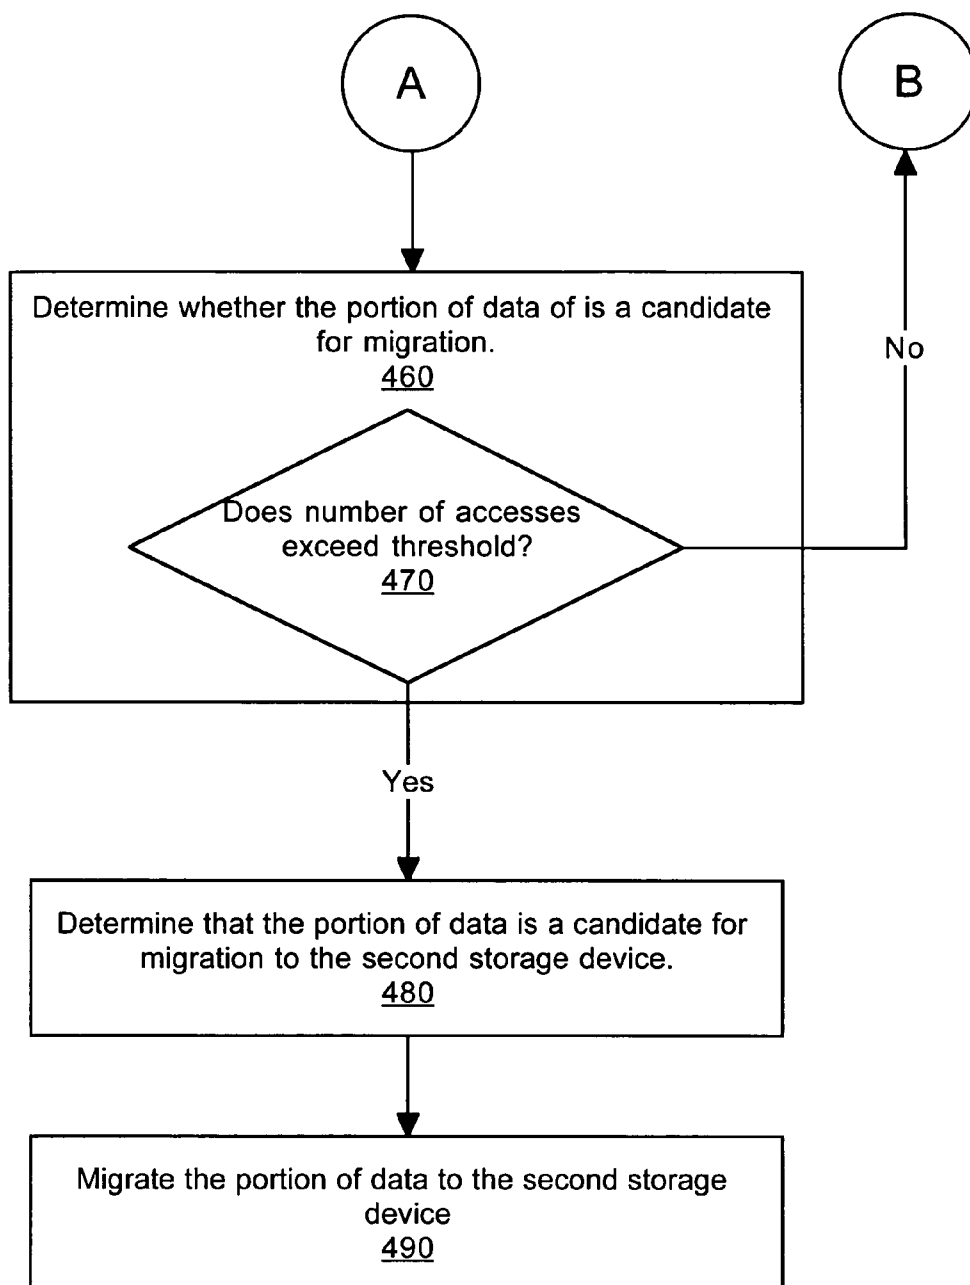 A
B
Determine whether the portion of data of is a candidate
for migration.
460
No
Does number of accesses
exceed threshold?
470
Yes
Determine that the portion of data is a candidate for
migration to the second storage device.
480
Migrate the portion of data to the second storage
device
490